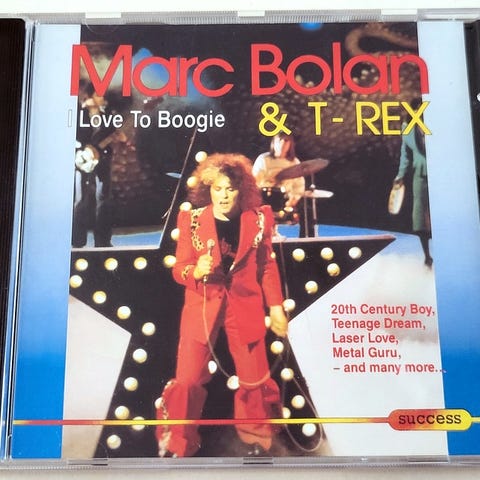 Marc Bolan
I Love To Boogie
& T-REX
20th Century Boy,
Teenage Dream,
Laser Love,
Metal Guru,
– and many more...
success